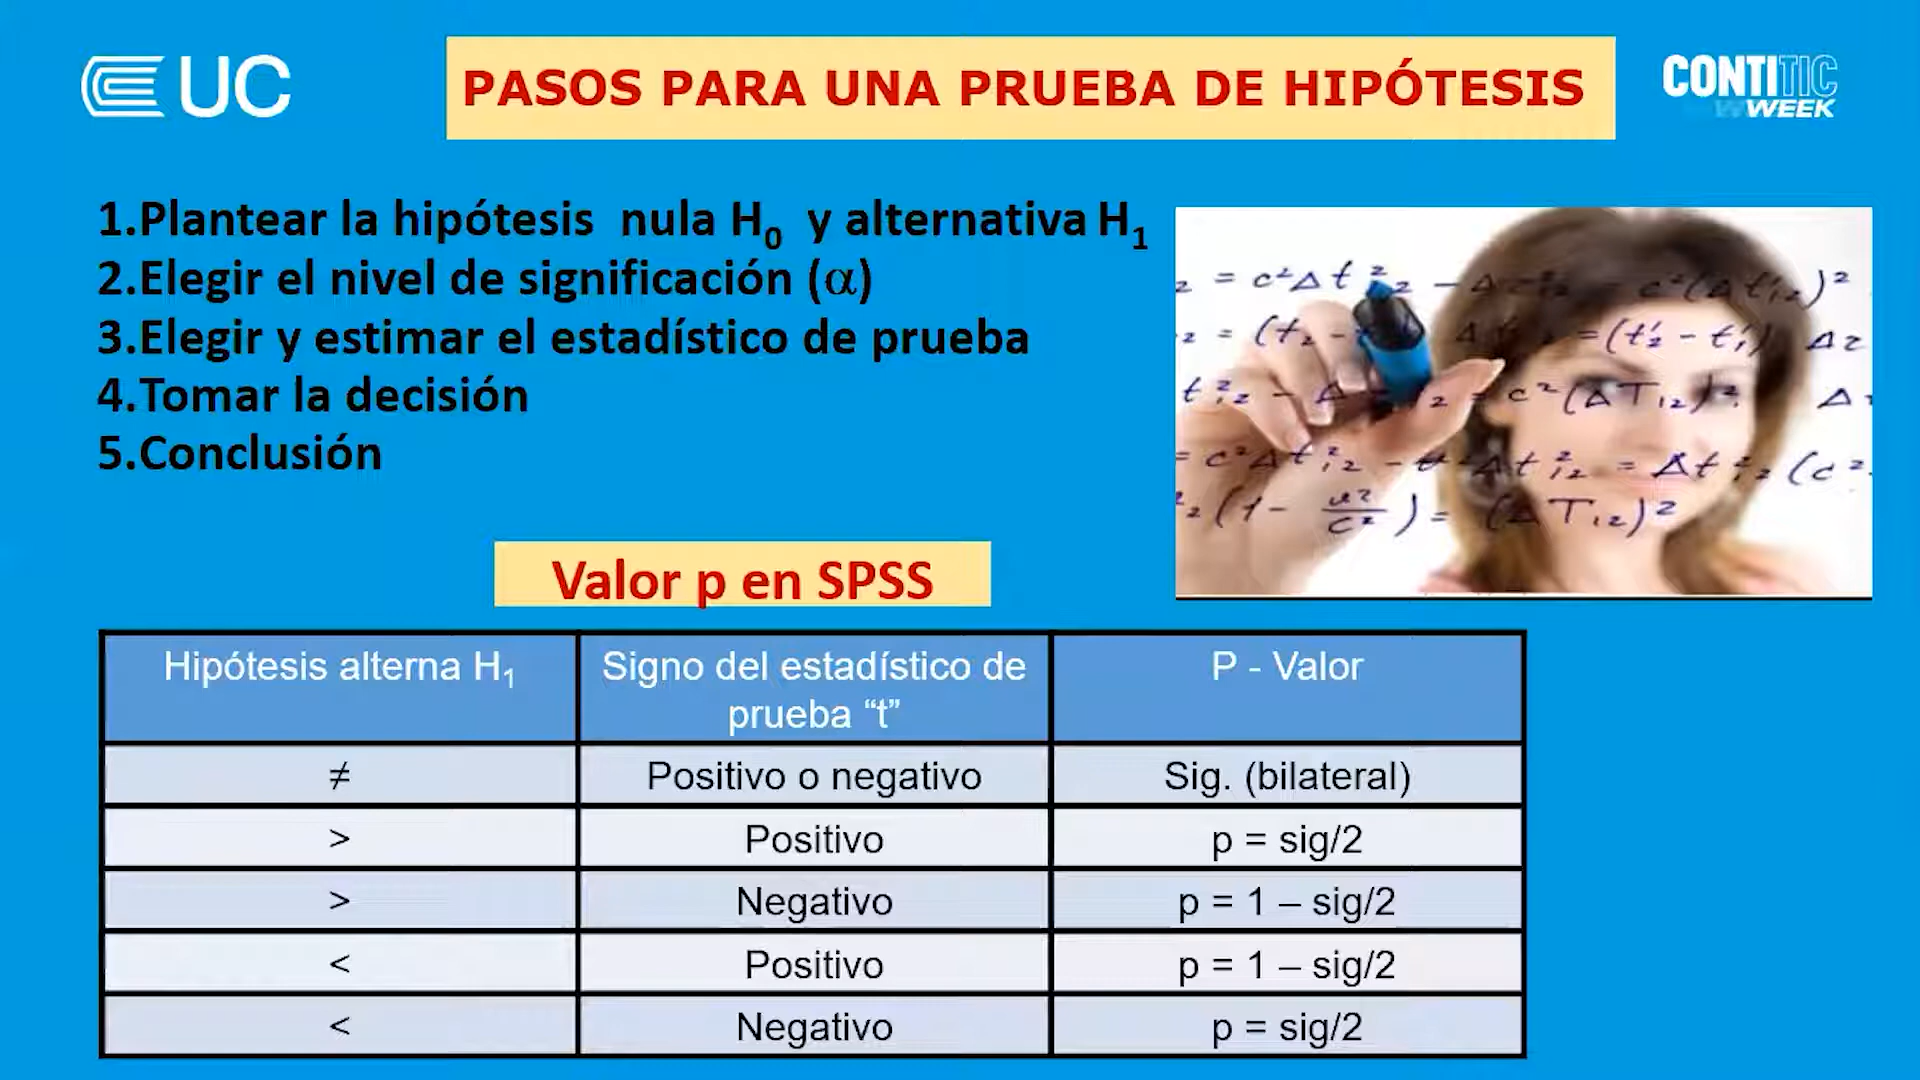 UC
PASOS PARA UNA PRUEBA DE HIPÓTESIS
CONTITIC
WEEK
1.Plantear la hipótesis nula H₀ y alternativa H₁
2.Elegir el nivel de significación (α)
3.Elegir y estimar el estadístico de prueba
4.Tomar la decisión
5.Conclusión
Valor p en SPSS
Hipótesis alterna H₁
Signo del estadístico de
prueba “t”
P - Valor
≠ Positivo o negativo Sig. (bilateral)
> Positivo p = sig/2
> Negativo p = 1 – sig/2
< Positivo p = 1 – sig/2
< Negativo p = sig/2